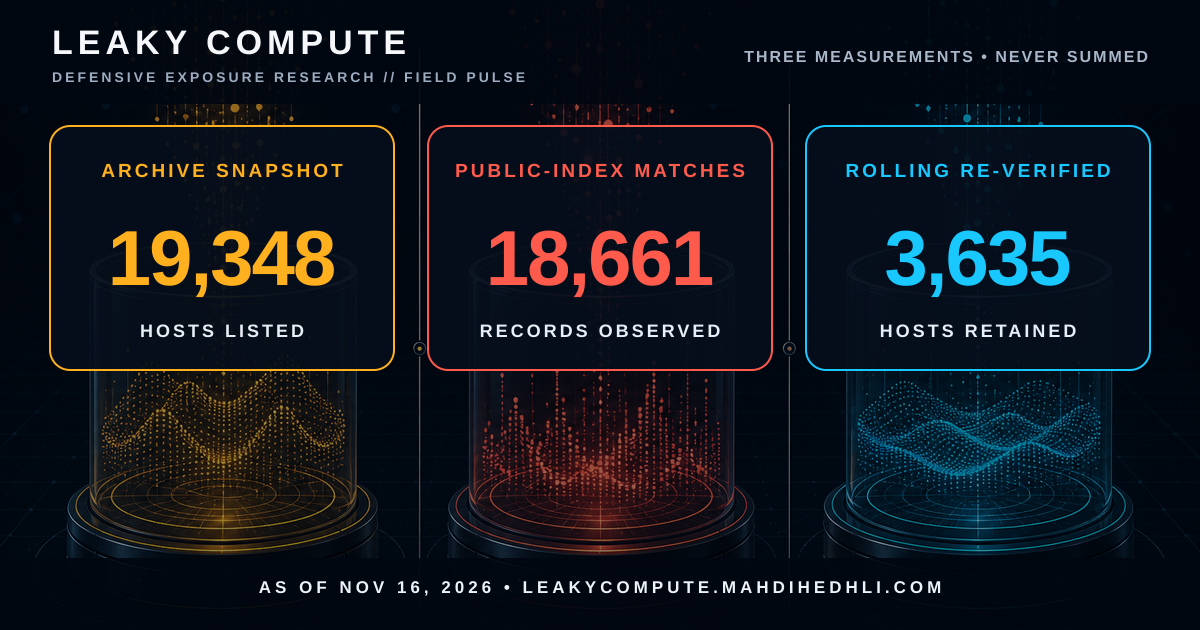 LEAKY COMPUTE
DEFENSIVE EXPOSURE RESEARCH // FIELD PULSE
THREE MEASUREMENTS • NEVER SUMMED
ARCHIVE SNAPSHOT
19,348
HOSTS LISTED
PUBLIC-INDEX MATCHES
18,661
RECORDS OBSERVED
ROLLING RE-VERIFIED
3,635
HOSTS RETAINED
AS OF NOV 16, 2026 • LEAKYCOMPUTE.MAHDIHEDHLI.COM